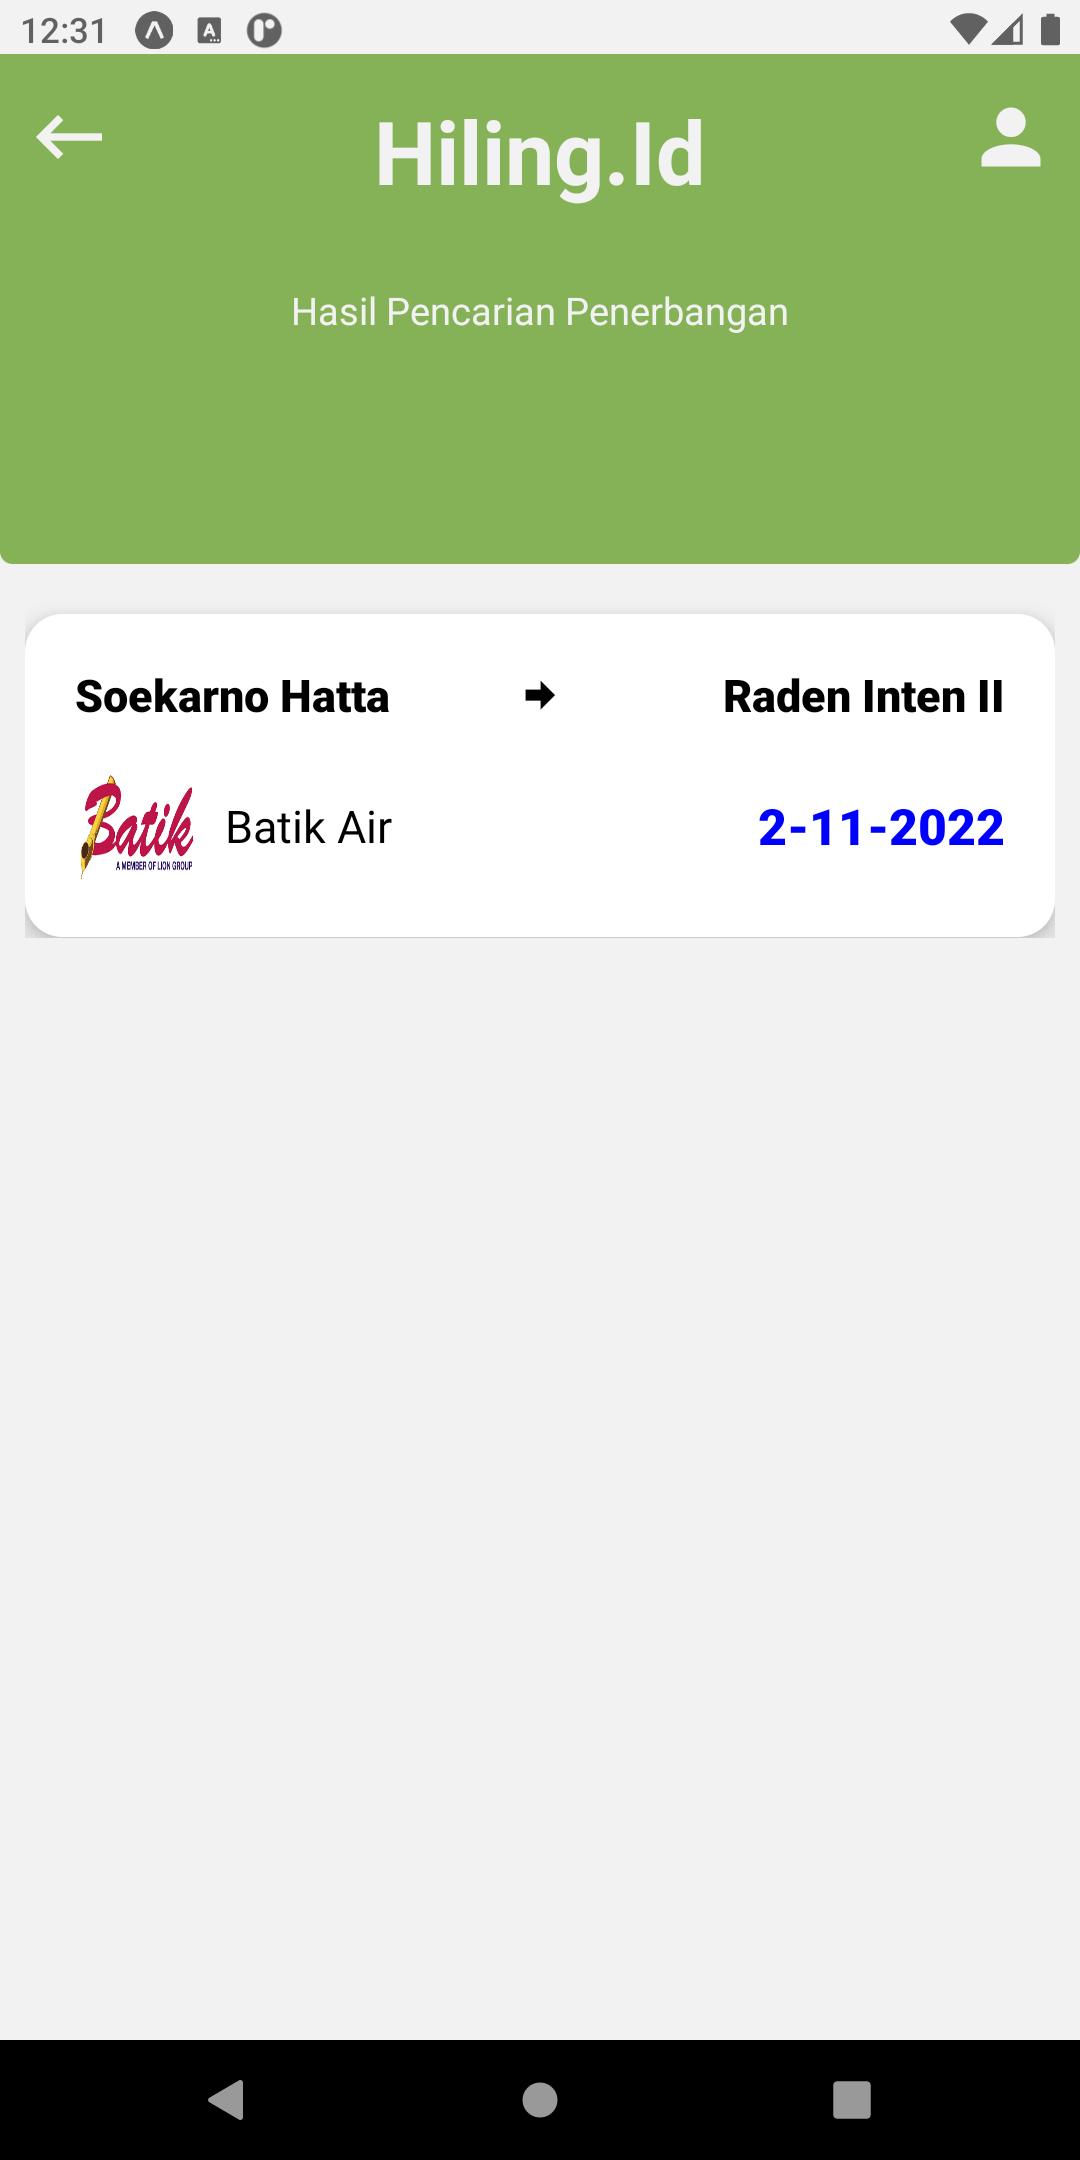 12:31
Hiling.Id
Hasil Pencarian Penerbangan
Soekarno Hatta
Raden Inten II
Batik
A MEMBER OF LION GROUP
Batik Air
2-11-2022